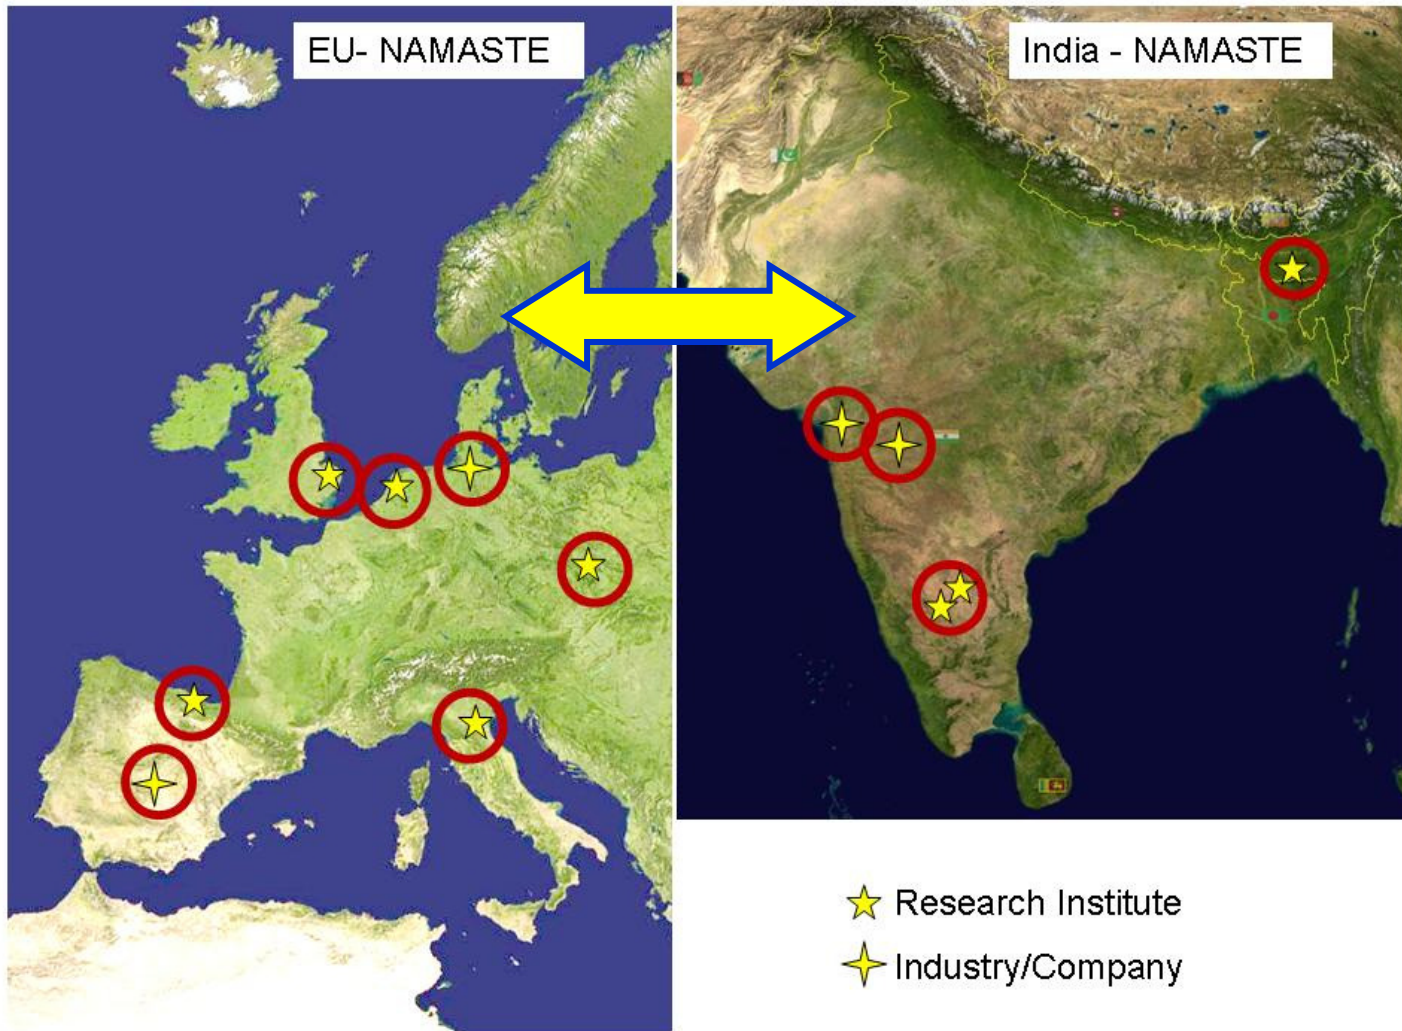 EU- NAMASTE
India - NAMASTE
Research Institute
Industry/Company